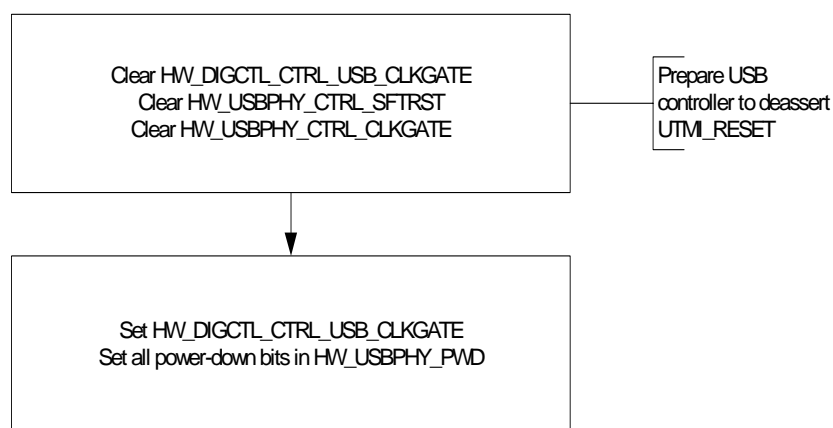 Clear HW_DIGCTL_CTRL_USB_CLKGATE
Clear HW_USBPHY_CTRL_SFTRST
Clear HW_USBPHY_CTRL_CLKGATE
Prepare USB
controller to deassert
UTMI_RESET
Set HW_DIGCTL_CTRL_USB_CLKGATE
Set all power-down bits in HW_USBPHY_PWD